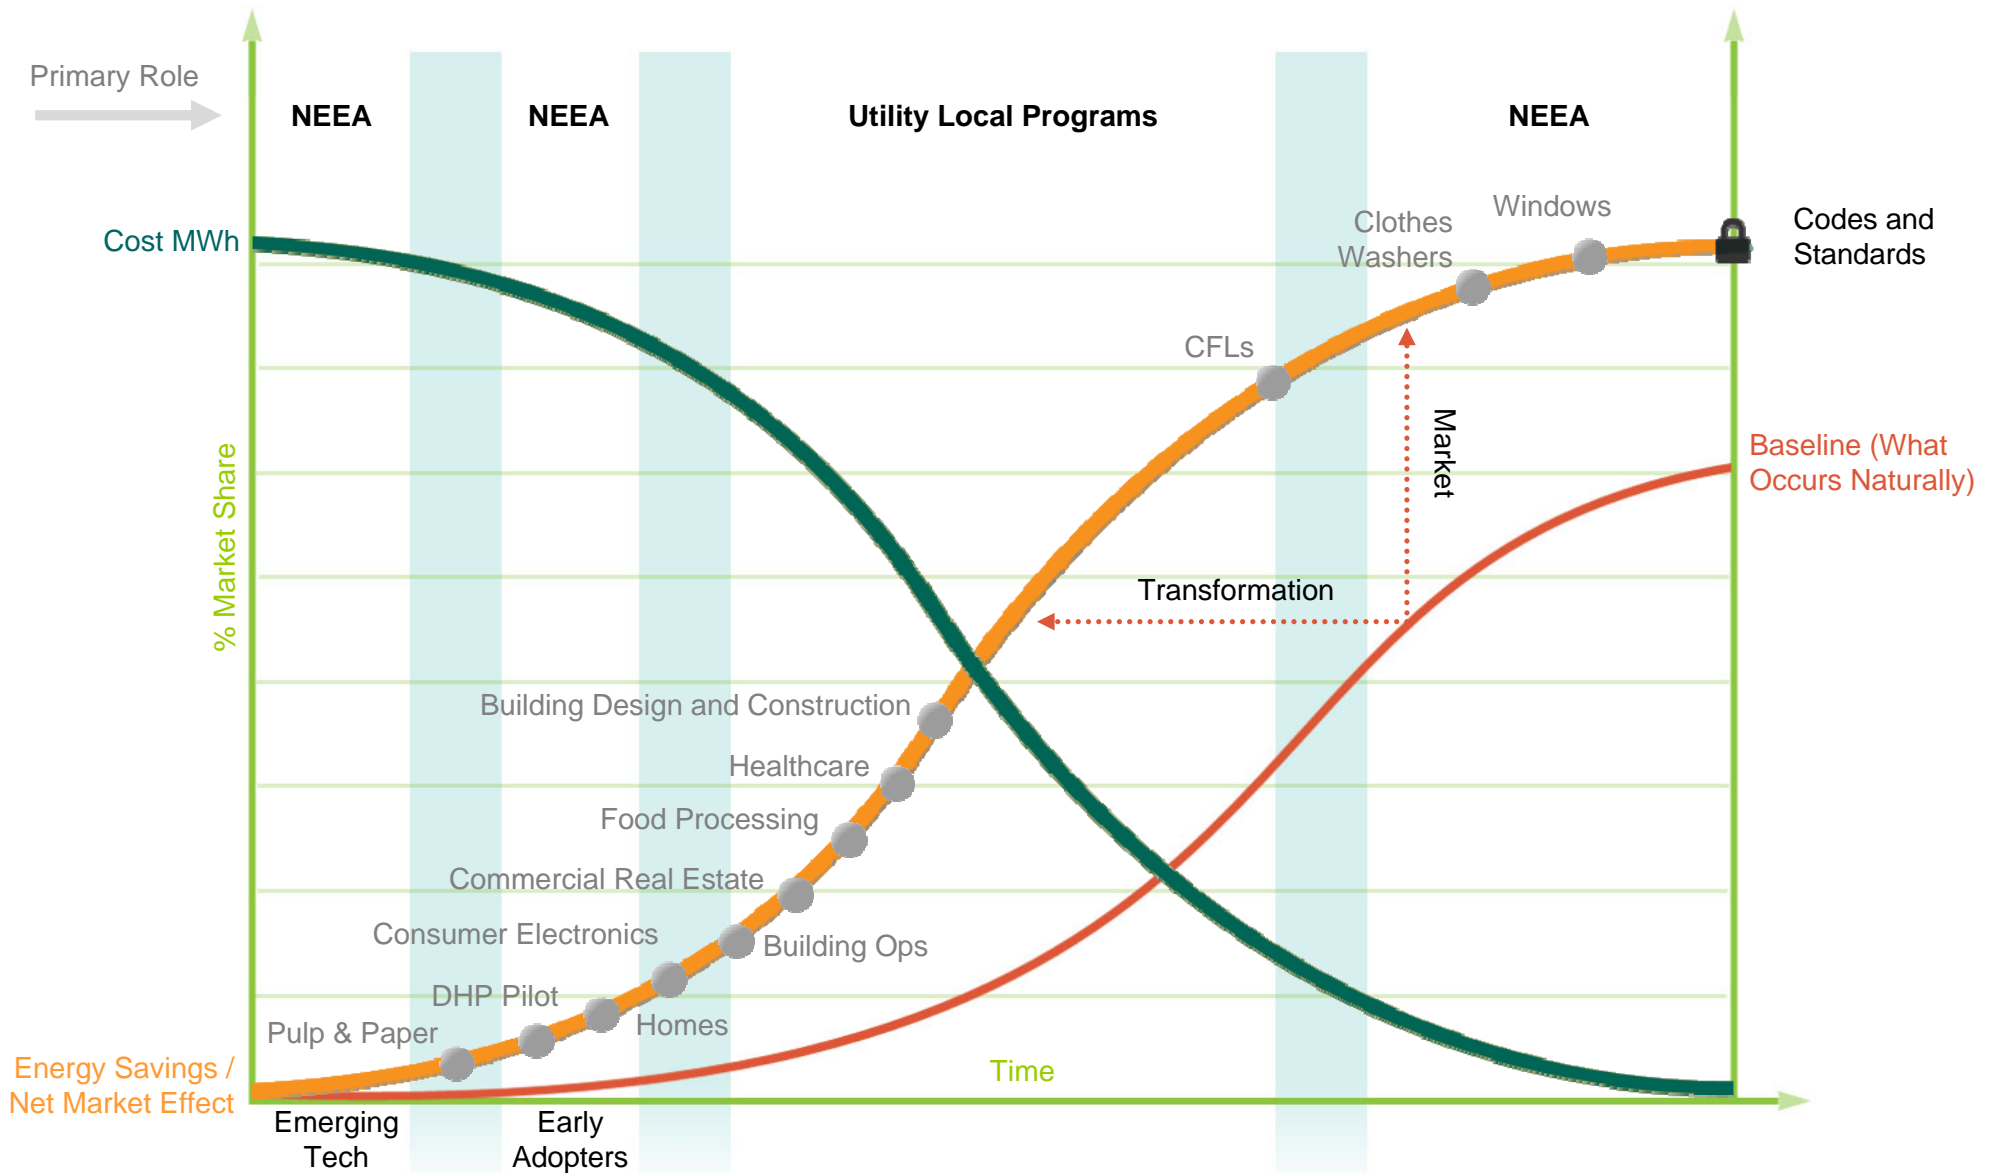 Primary Role
NEEA
NEEA
Utility Local Programs
NEEA
Windows
Clothes
Washers
Codes and
Standards
Cost MWh
CFLs
Market
Baseline (What
Occurs Naturally)
% Market Share
Transformation
Building Design and Construction
Healthcare
Food Processing
Commercial Real Estate
Consumer Electronics
Building Ops
DHP Pilot
Homes
Pulp & Paper
Time
Energy Savings /
Net Market Effect
Emerging
Tech
Early
Adopters